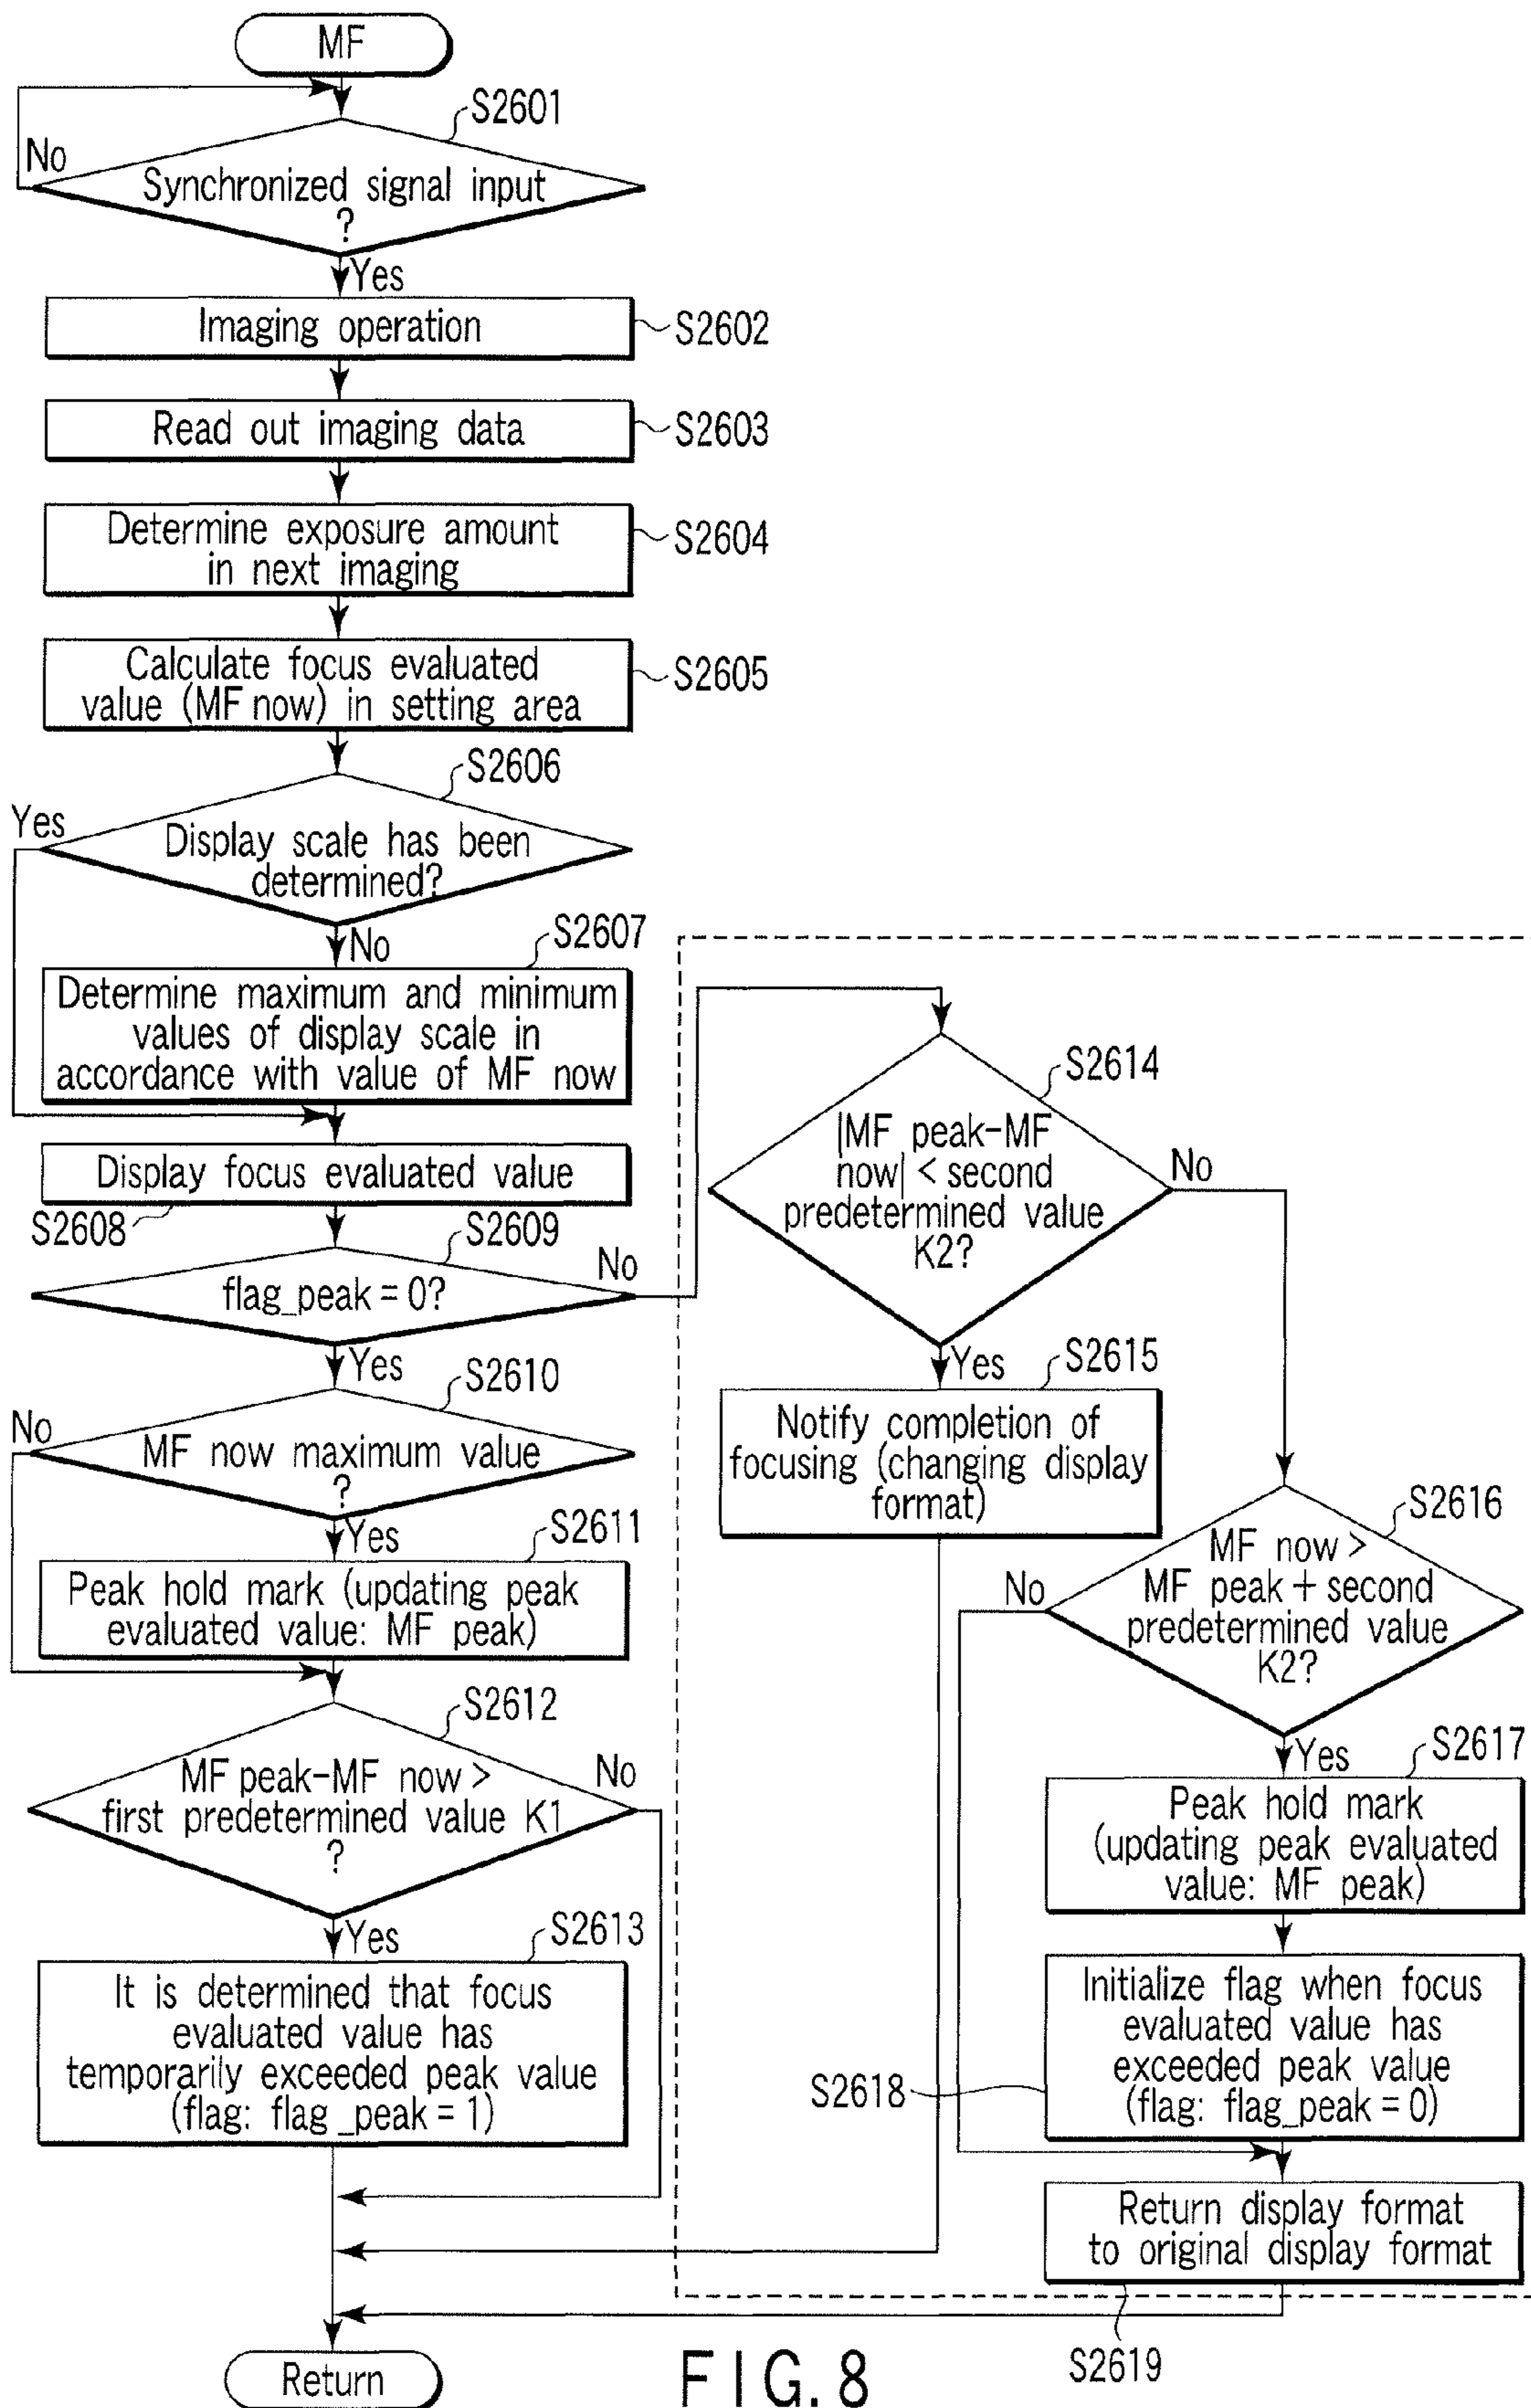 MF
S2601
No
Synchronized signal input
?
Yes
Imaging operation
S2602
Read out imaging data
S2603
Determine exposure amount
in next imaging
S2604
Calculate focus evaluated
value (MF now) in setting area
S2605
S2606
Yes
Display scale has been
determined?
No
S2607
Determine maximum and minimum
values of display scale in
accordance with value of MF now
Display focus evaluated value
S2608
S2609
flag_peak = 0?
No
Yes
S2610
No
MF now maximum value
?
Yes
S2611
Peak hold mark (updating peak
evaluated value: MF peak)
S2612
MF peak-MF now >
first predetermined value K1
?
No
Yes
S2613
It is determined that focus
evaluated value has
temporarily exceeded peak value
(flag: flag_peak = 1)
S2614
|MF peak-MF
now| < second
predetermined value
K2?
No
Yes
S2615
Notify completion of
focusing (changing display
format)
S2616
MF now >
MF peak + second
predetermined value
K2?
No
Yes
S2617
Peak hold mark
(updating peak evaluated
value: MF peak)
Initialize flag when focus
evaluated value has
exceeded peak value
(flag: flag_peak = 0)
S2618
Return display format
to original display format
S2619
Return
FIG. 8